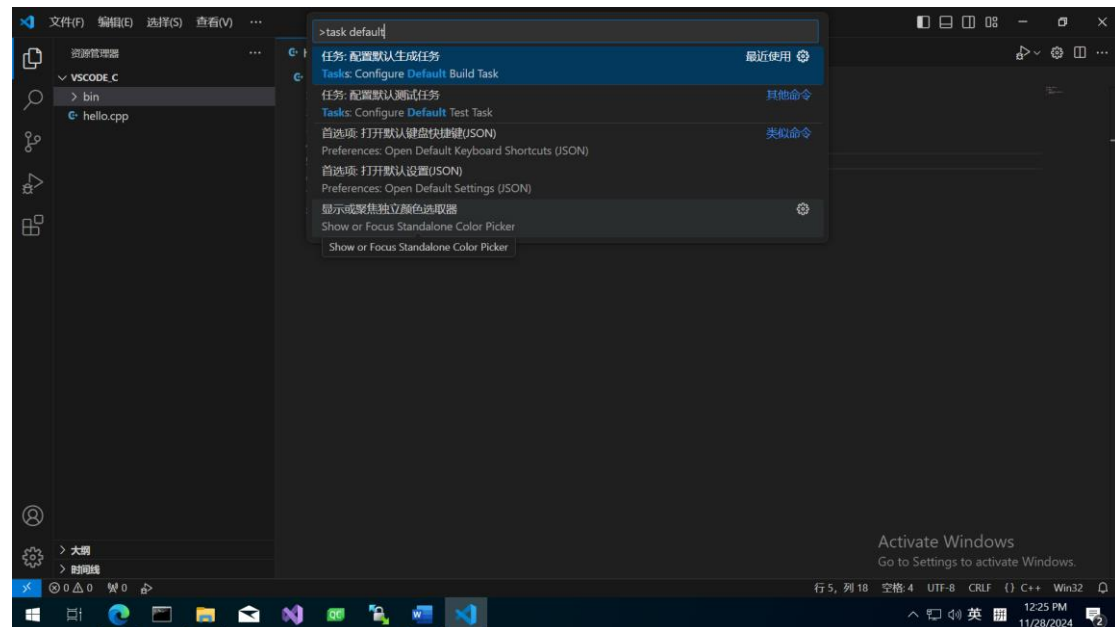 文件(F) 编辑(E) 选择(S) 查看(V) ···
>task default
资源管理器 ···
VSCODE_C
bin
hello.cpp
任务: 配置默认生成任务 最近使用
Tasks: Configure Default Build Task
任务: 配置默认测试任务 其他命令
Tasks: Configure Default Test Task
首选项: 打开默认键盘快捷键(JSON) 类似命令
Preferences: Open Default Keyboard Shortcuts (JSON)
首选项: 打开默认设置(JSON)
Preferences: Open Default Settings (JSON)
显示或聚焦独立颜色选取器
Show or Focus Standalone Color Picker
Show or Focus Standalone Color Picker
大纲
时间线
Activate Windows
Go to Settings to activate Windows.
0 0 0 行 5, 列 18 空格: 4 UTF-8 CRLF {} C++ Win32
英 拼 12:25 PM
11/28/2024